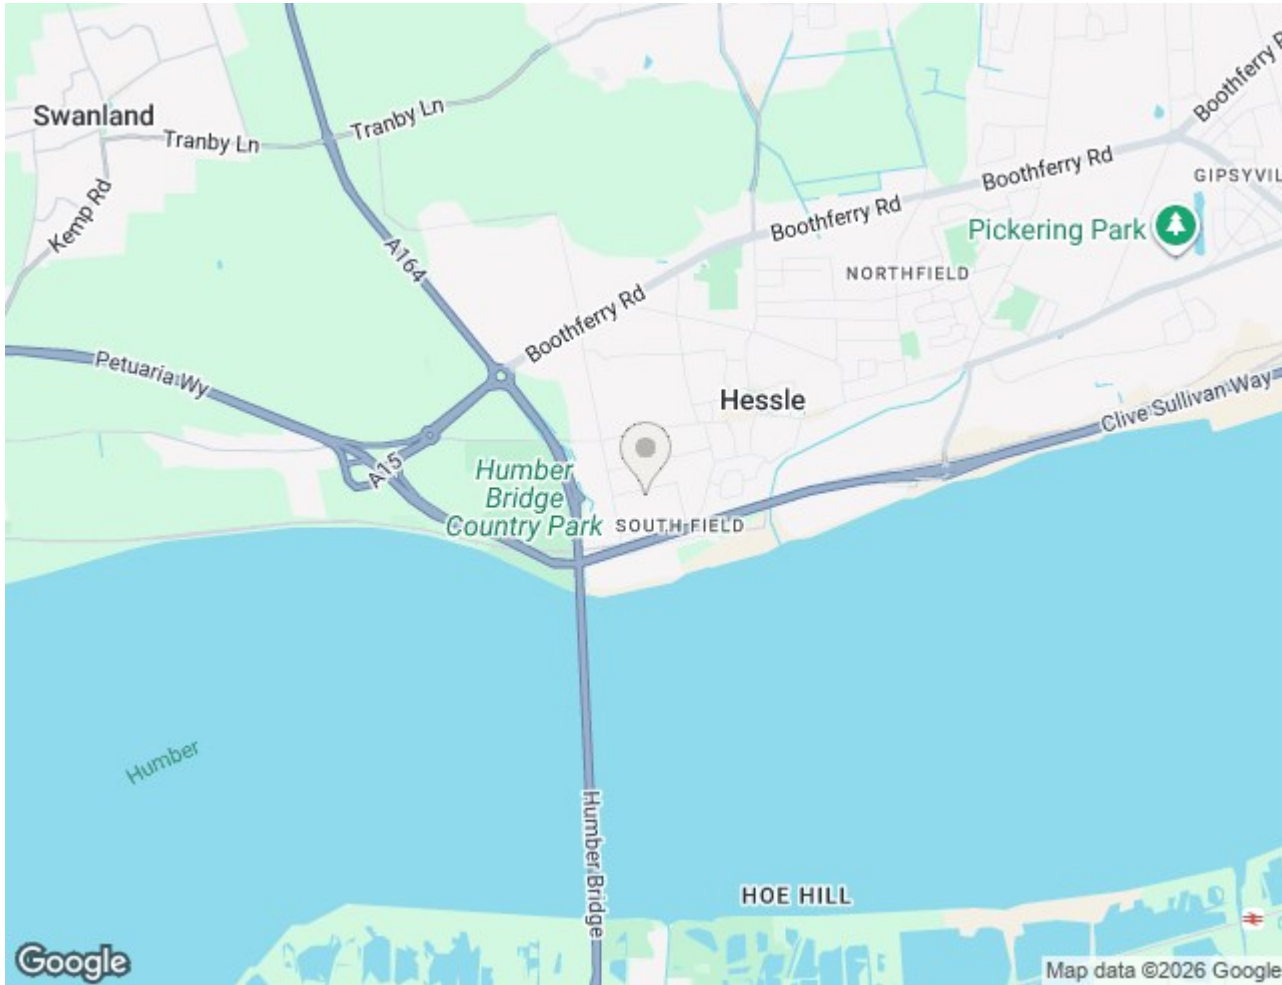 Swanland
Tranby Ln
Tranby Ln
Kemp Rd
A164
Boothferry Rd
Boothferry Rd
Boothferry Rd
Boothferry R
GIPSYVIL
Pickering Park
NORTHFIELD
Petuaria Wy
Hessle
Clive Sullivan Way
A15
Humber
Bridge
Country Park
SOUTH FIELD
Humber
Humber Bridge
HOE HILL
Google
Map data ©2026 Google